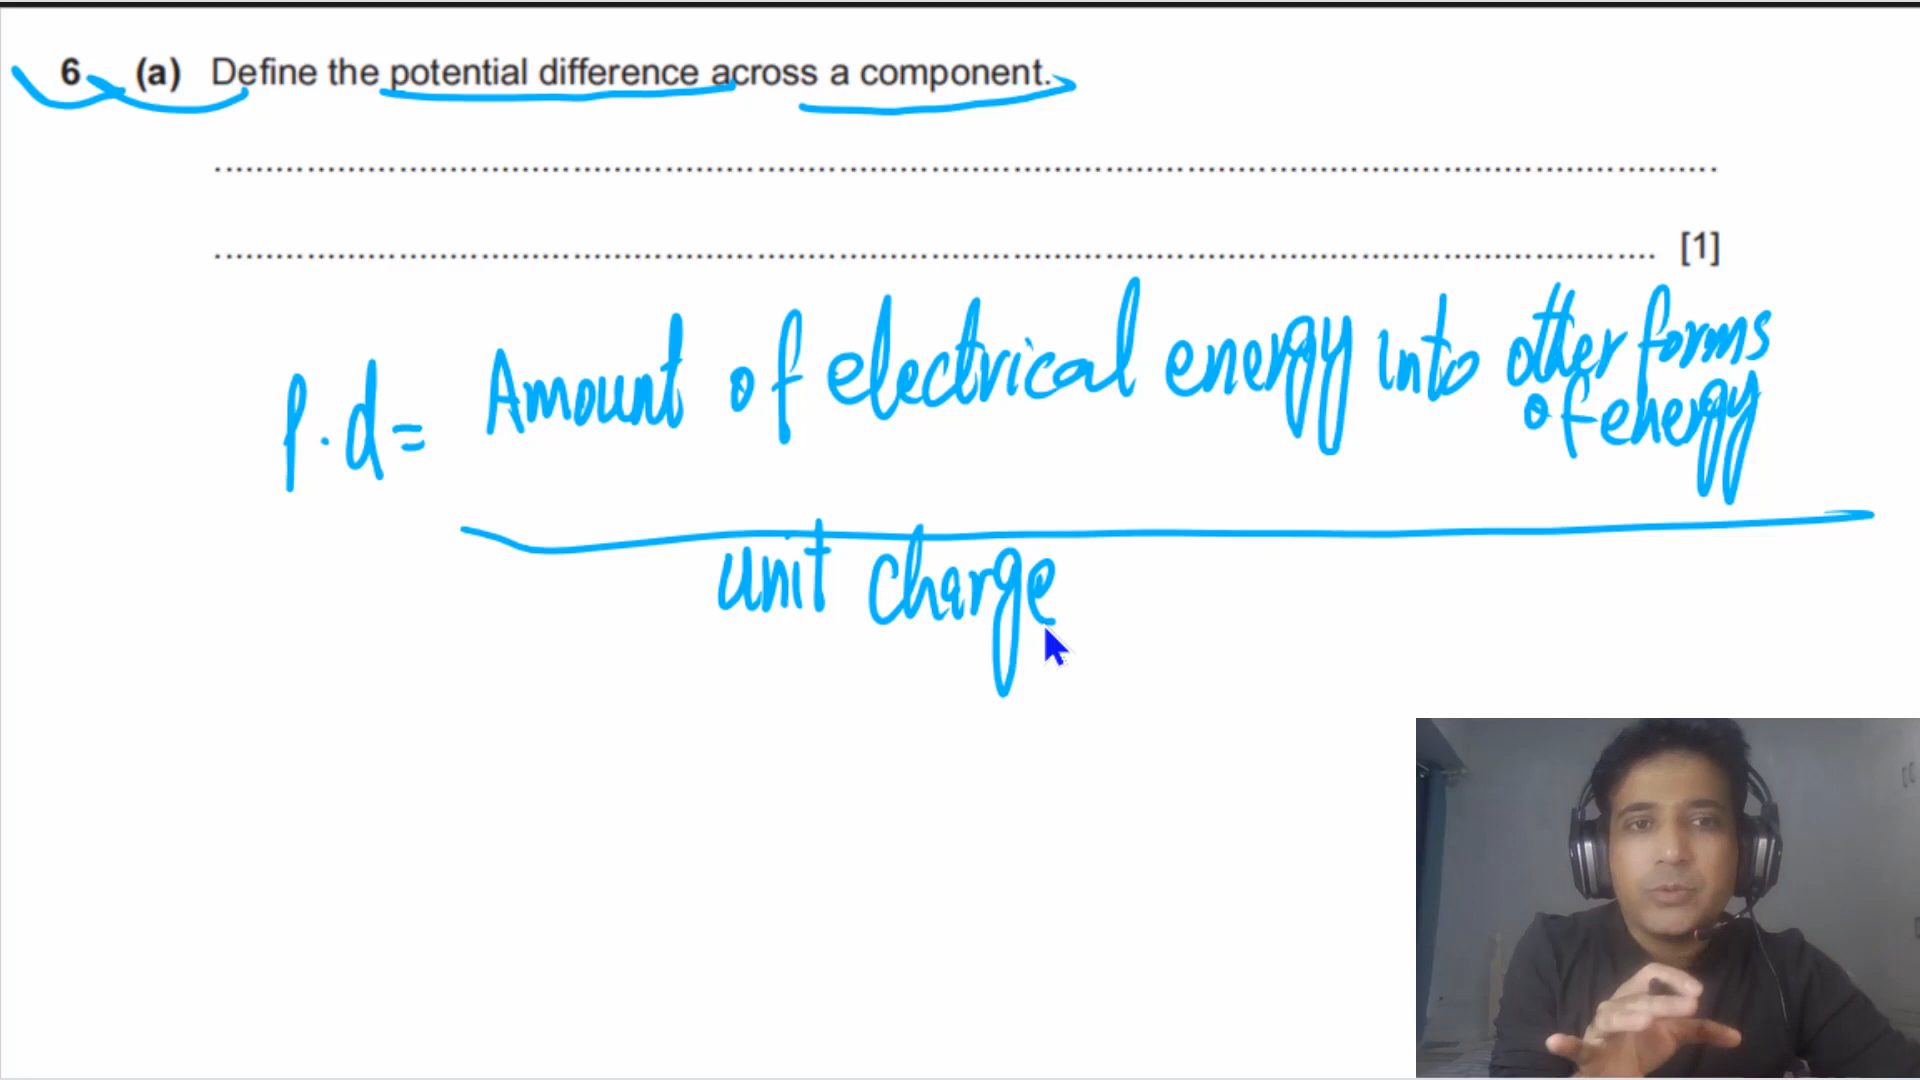 6 (a) Define the potential difference across a component.
[1]
P.d = Amount of electrical energy into other forms
of energy
unit charge